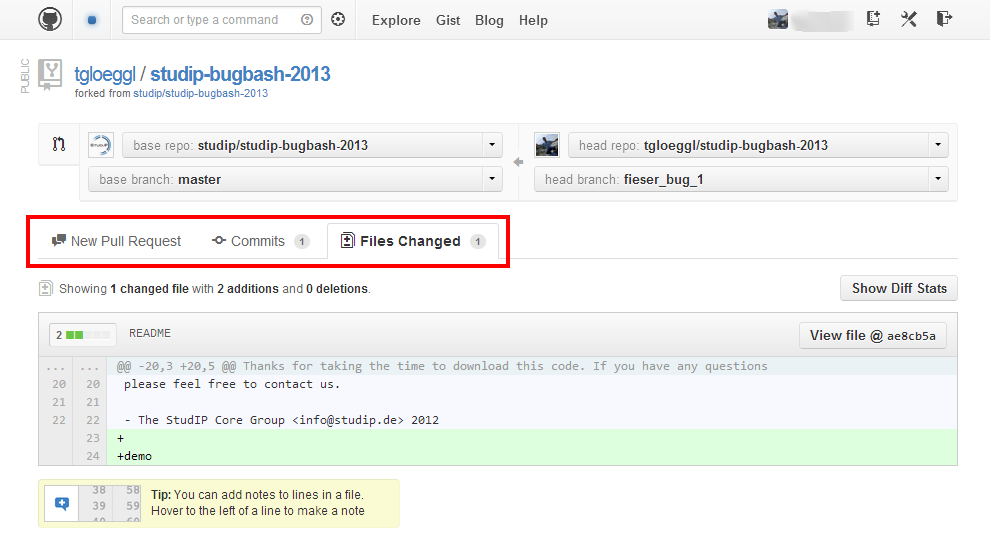 Search or type a command
Explore Gist Blog Help
PUBLIC
tgloeggl / studip-bugbash-2013
forked from studip/studip-bugbash-2013
base repo: studip/studip-bugbash-2013
head repo: tgloeggl/studip-bugbash-2013
base branch: master
head branch: fieser_bug_1
New Pull Request Commits 1 Files Changed 1
Showing 1 changed file with 2 additions and 0 deletions.
Show Diff Stats
2 README View file @ ae8cb5a
... ... @@ -20,3 +20,5 @@ Thanks for taking the time to download this code. If you have any questions
20 20 please feel free to contact us.
21 21
22 22 - The StudIP Core Group <info@studip.de> 2012
23 +
24 +demo
38 58
39 59
Tip: You can add notes to lines in a file.
Hover to the left of a line to make a note